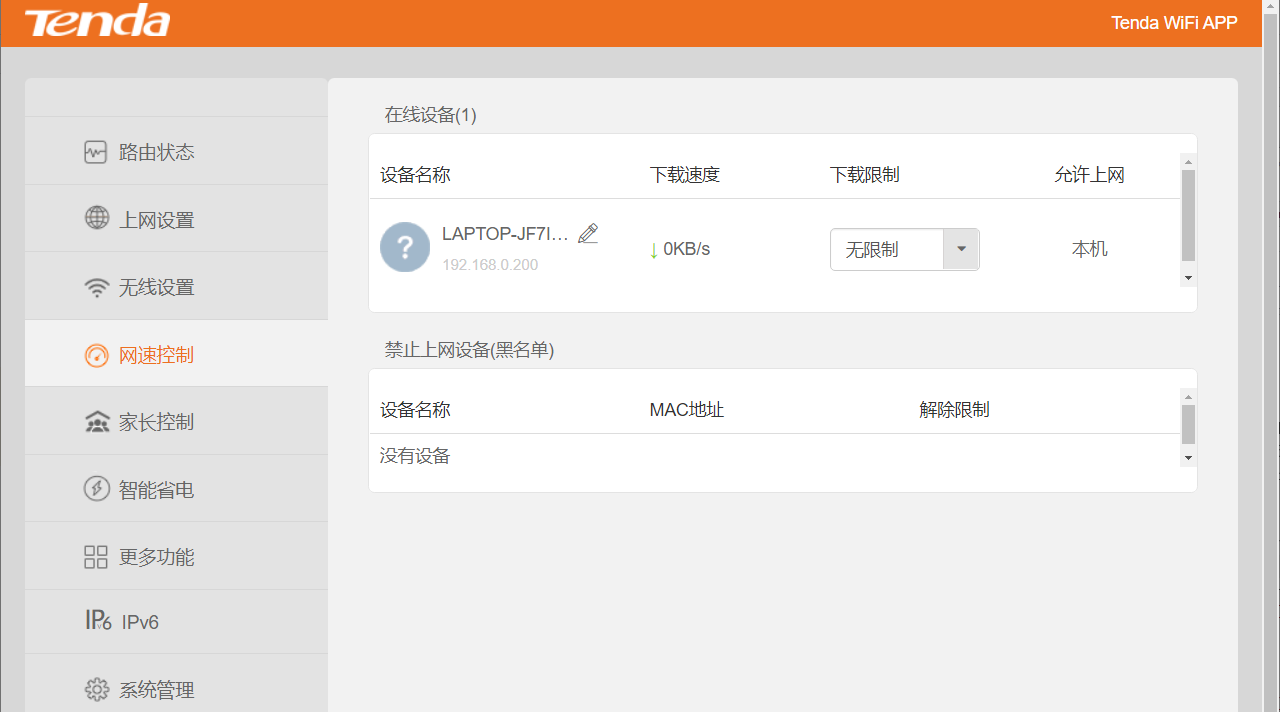 Tenda
Tenda WiFi APP
路由状态
上网设置
无线设置
网速控制
家长控制
智能省电
更多功能
IPv6 IPv6
系统管理
在线设备(1)
设备名称 下载速度 下载限制 允许上网
LAPTOP-JF7I...
192.168.0.200
↓ 0KB/s
无限制
本机
禁止上网设备(黑名单)
设备名称 MAC地址 解除限制
没有设备